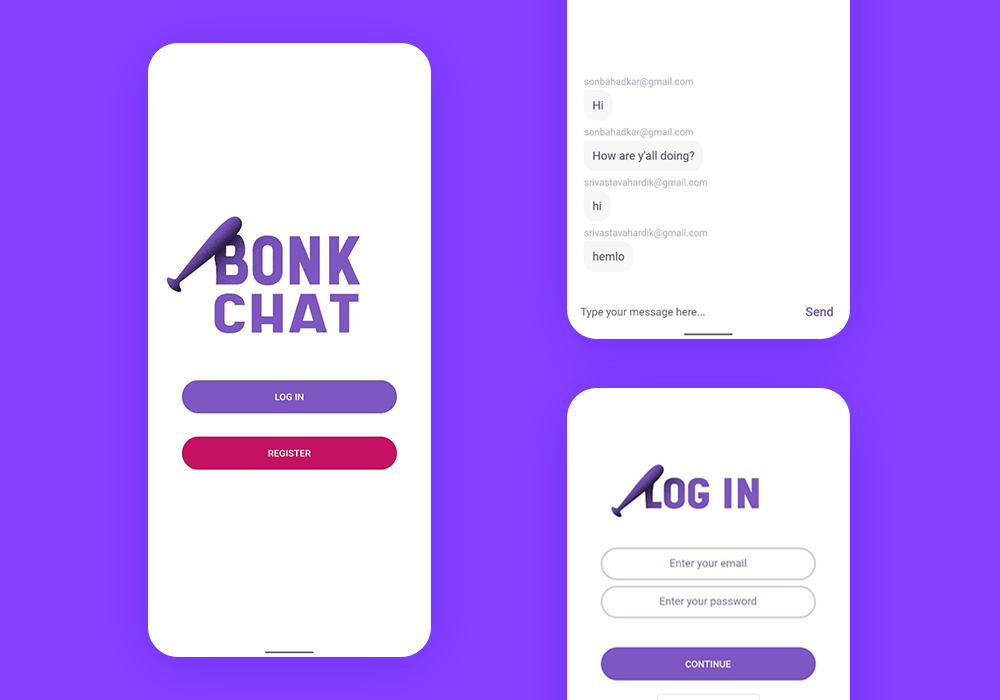 BONK
CHAT
LOG IN
REGISTER
sonbahadkar@gmail.com
Hi
sonbahadkar@gmail.com
How are y'all doing?
srivastavahardik@gmail.com
hi
srivastavahardik@gmail.com
hemlo
Type your message here... Send
LOG IN
Enter your email
Enter your password
CONTINUE